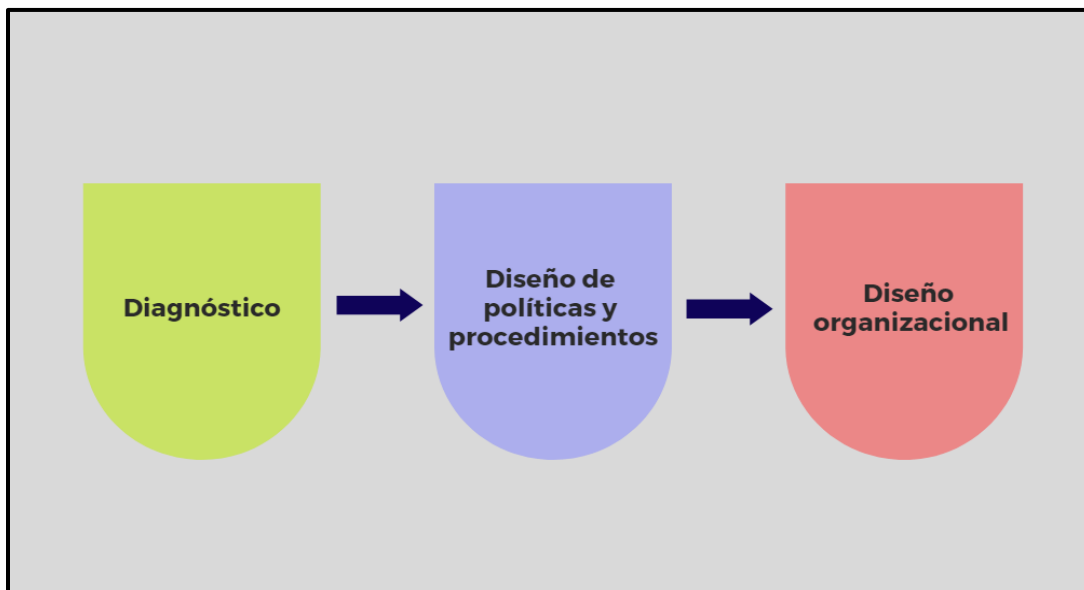 Diagnóstico
Diseño de
políticas y
procedimientos
Diseño
organizacional